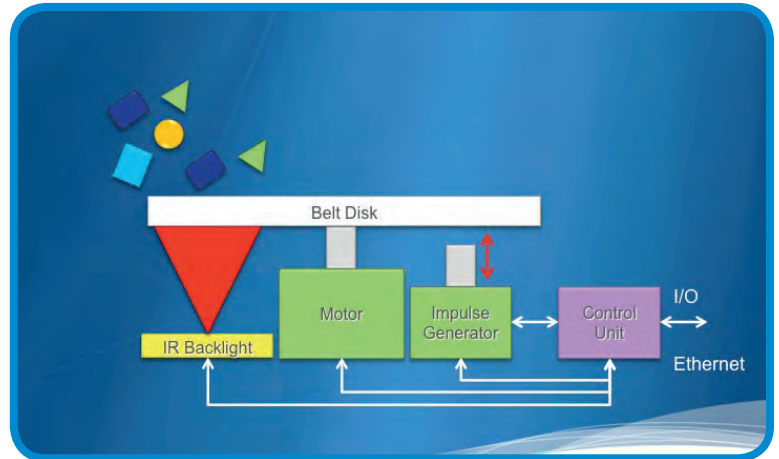 Belt Disk
I/O
Motor
Impulse
Generator
Control
Unit
IR Backlight
Ethernet